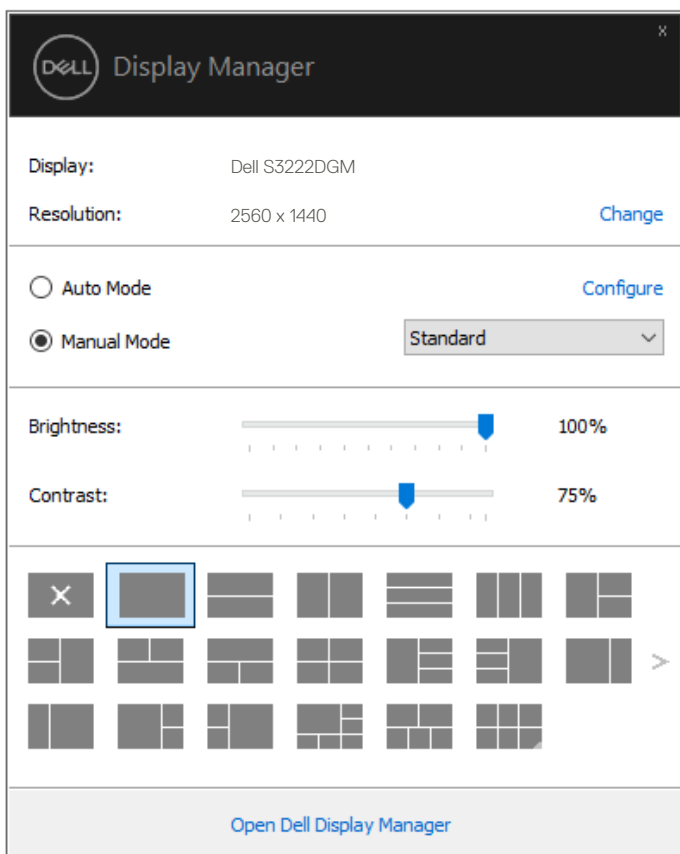 x
DELL Display Manager
Display: Dell S3222DGM
Resolution: 2560 x 1440 Change
Auto Mode Configure
Manual Mode Standard
Brightness: 100%
Contrast: 75%
Open Dell Display Manager